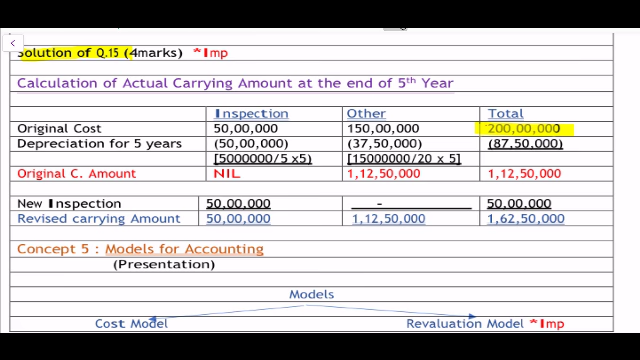 Solution of Q.15 (4marks) *Imp
Calculation of Actual Carrying Amount at the end of 5th Year
Inspection Other Total
Original Cost 50,00,000 150,00,000 200,00,000
Depreciation for 5 years (50,00,000) (37,50,000) (87,50,000)
[5000000/5 x5] [15000000/20 x 5]
Original C. Amount NIL 1,12,50,000 1,12,50,000
New Inspection 50,00,000 - 50,00,000
Revised carrying Amount 50,00,000 1,12,50,000 1,62,50,000
Concept 5 : Models for Accounting
(Presentation)
Models
Cost Model Revaluation Model *Imp